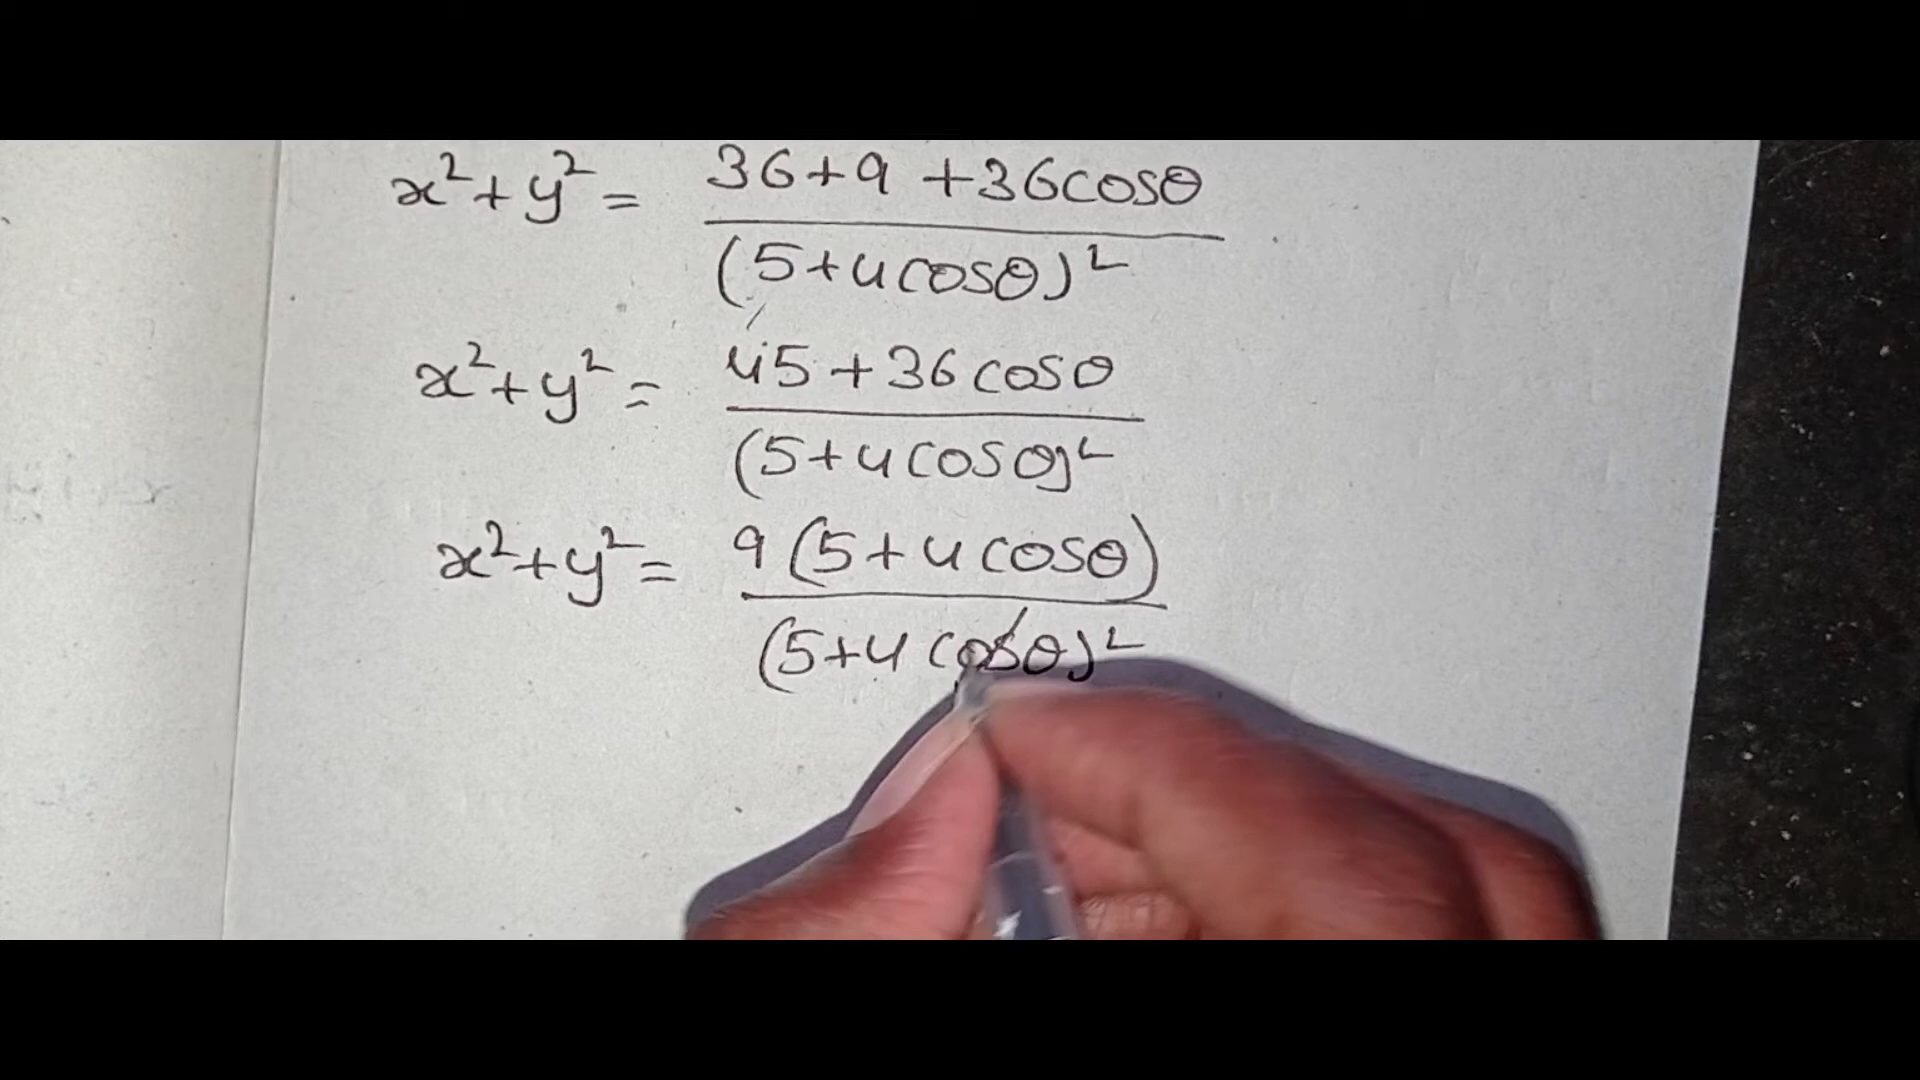 x²+y² = 36+9 +36cosθ
(5+4cosθ)²
x²+y² = 45+36cosθ
(5+4cosθ)²
x²+y² = 9(5+4cosθ)
(5+4cosθ)²